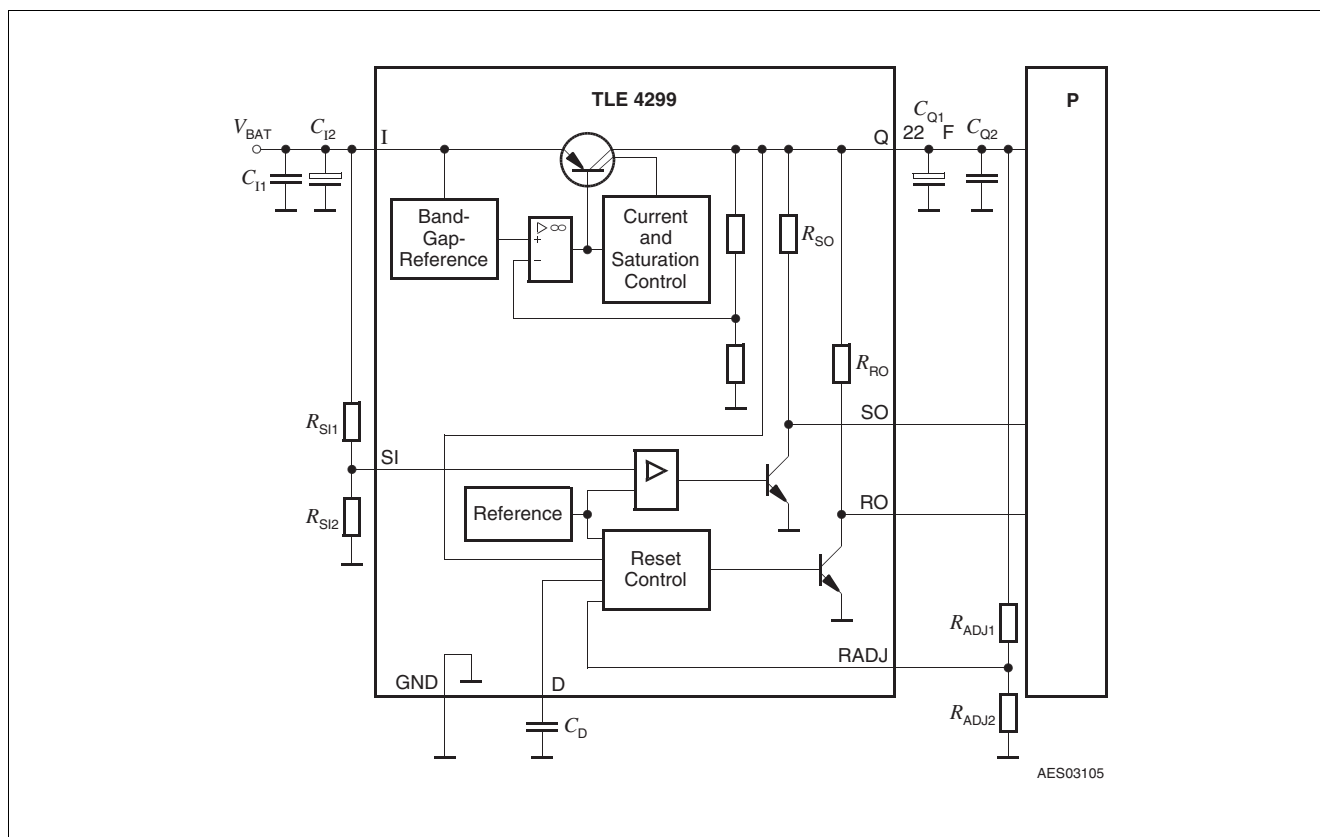 TLE 4299
P
V_BAT
C_I2
C_I1
I
Q
C_Q1
22 F
C_Q2
Band-
Gap-
Reference
+
−
∞
Current
and
Saturation
Control
R_SO
R_RO
SO
R_SI1
SI
R_SI2
Reference
RO
Reset
Control
R_ADJ1
RADJ
GND
D
C_D
R_ADJ2
AES03105